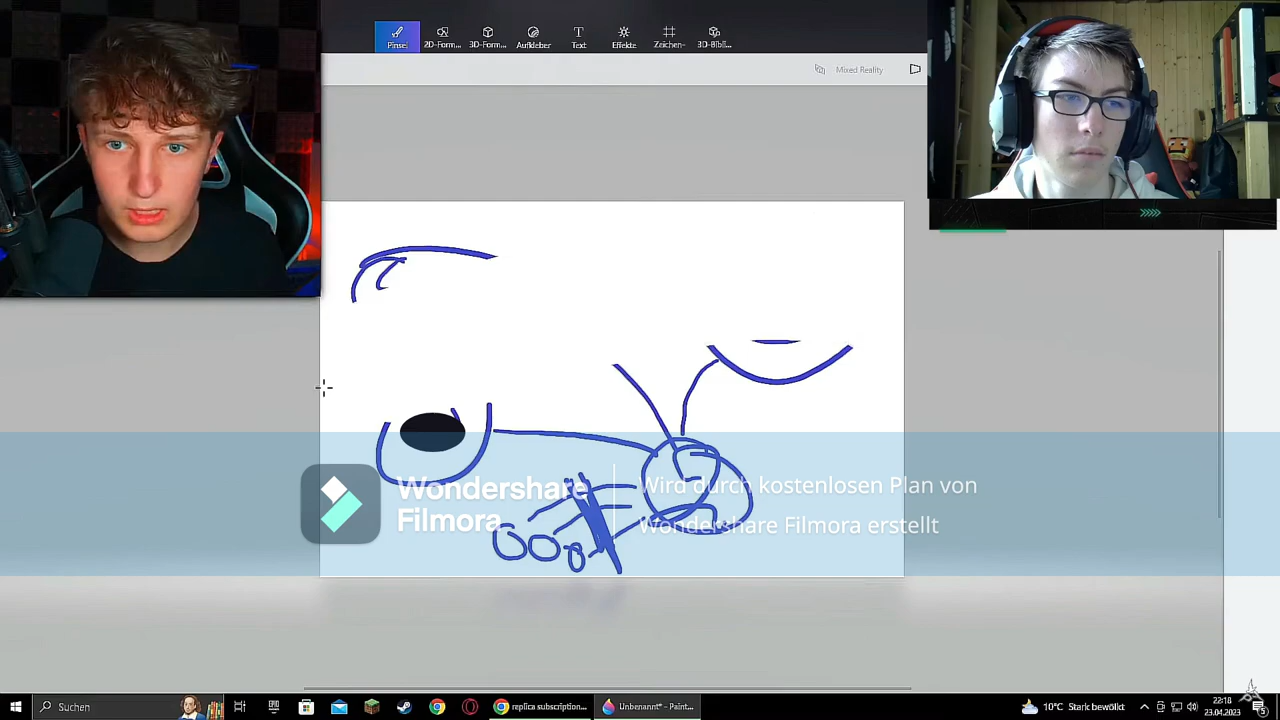 Pinsel
2D-Form...
3D-Form...
Aufkleber
Text
Effekte
Zeichen-
3D-Bibli...
Mixed Reality
Wondershare
Filmora
Wird durch kostenlosen Plan von
Wondershare Filmora erstellt
Suchen
replica subscription...
Unbenannt* - Paint...
10°C Stark bewölkt
22:18
23.04.2023